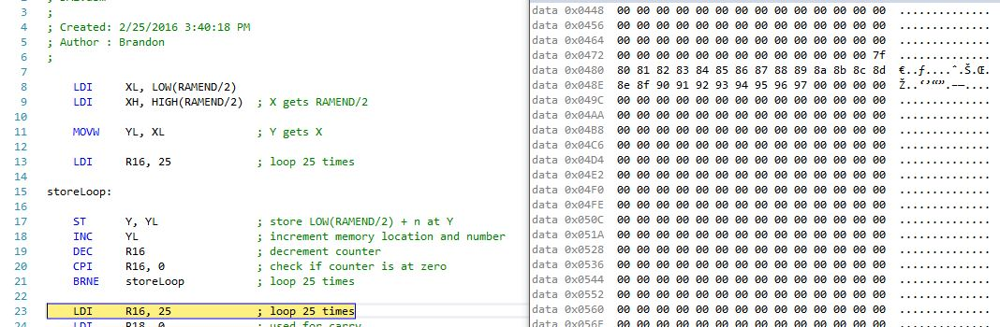 3 ;
4 ; Created: 2/25/2016 3:40:18 PM
5 ; Author : Brandon
6 ;
7
8 LDI XL, LOW(RAMEND/2)
9 LDI XH, HIGH(RAMEND/2) ; X gets RAMEND/2
10
11 MOVW YL, XL ; Y gets X
12
13 LDI R16, 25 ; loop 25 times
14
15 storeLoop:
16
17 ST Y, YL ; store LOW(RAMEND/2) + n at Y
18 INC YL ; increment memory location and number
19 DEC R16 ; decrement counter
20 CPI R16, 0 ; check if counter is at zero
21 BRNE storeLoop ; loop 25 times
22
23 LDI R16, 25 ; loop 25 times
24 LDI R18, 0 ; used for carry
data 0x0448 00 00 00 00 00 00 00 00 00 00 00 00 00 00 ..............
data 0x0456 00 00 00 00 00 00 00 00 00 00 00 00 00 00 ..............
data 0x0464 00 00 00 00 00 00 00 00 00 00 00 00 00 00 ..............
data 0x0472 00 00 00 00 00 00 00 00 00 00 00 00 00 7f ..............
data 0x0480 80 81 82 83 84 85 86 87 88 89 8a 8b 8c 8d €..ƒ....ˆ.Š.Œ.
data 0x048E 8e 8f 90 91 92 93 94 95 96 97 00 00 00 00 Ž..‘’“”.–—....
data 0x049C 00 00 00 00 00 00 00 00 00 00 00 00 00 00 ..............
data 0x04AA 00 00 00 00 00 00 00 00 00 00 00 00 00 00 ..............
data 0x04B8 00 00 00 00 00 00 00 00 00 00 00 00 00 00 ..............
data 0x04C6 00 00 00 00 00 00 00 00 00 00 00 00 00 00 ..............
data 0x04D4 00 00 00 00 00 00 00 00 00 00 00 00 00 00 ..............
data 0x04E2 00 00 00 00 00 00 00 00 00 00 00 00 00 00 ..............
data 0x04F0 00 00 00 00 00 00 00 00 00 00 00 00 00 00 ..............
data 0x04FE 00 00 00 00 00 00 00 00 00 00 00 00 00 00 ..............
data 0x050C 00 00 00 00 00 00 00 00 00 00 00 00 00 00 ..............
data 0x051A 00 00 00 00 00 00 00 00 00 00 00 00 00 00 ..............
data 0x0528 00 00 00 00 00 00 00 00 00 00 00 00 00 00 ..............
data 0x0536 00 00 00 00 00 00 00 00 00 00 00 00 00 00 ..............
data 0x0544 00 00 00 00 00 00 00 00 00 00 00 00 00 00 ..............
data 0x0552 00 00 00 00 00 00 00 00 00 00 00 00 00 00 ..............
data 0x0560 00 00 00 00 00 00 00 00 00 00 00 00 00 00 ..............
data 0x056E 00 00 00 00 00 00 00 00 00 00 00 00 00 00 ..............